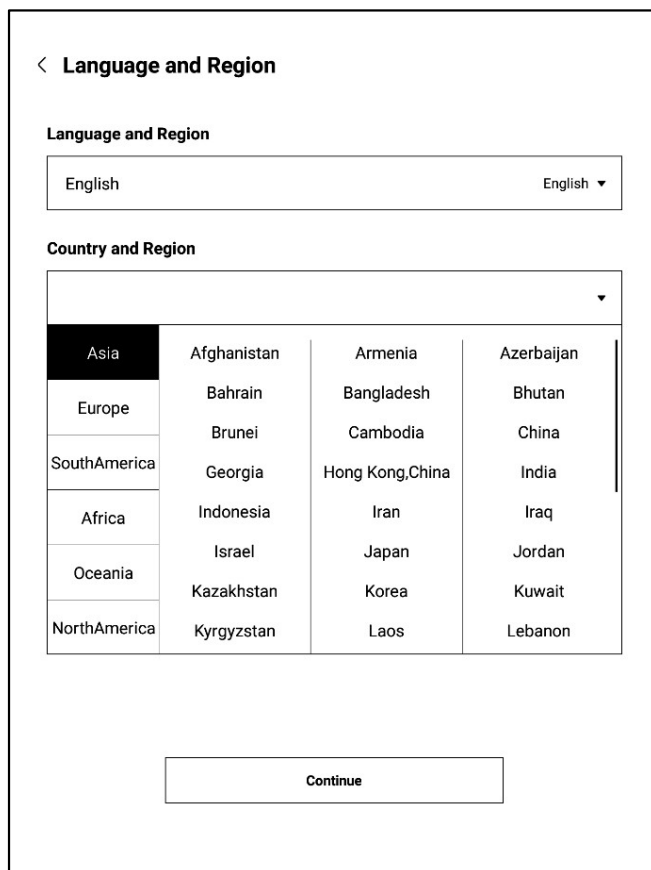 Language and Region
Language and Region
English English
Country and Region
Asia Afghanistan Armenia Azerbaijan
Bahrain Bangladesh Bhutan
Europe
Brunei Cambodia China
SouthAmerica Georgia Hong Kong,China India
Africa Indonesia Iran Iraq
Israel Japan Jordan
Oceania
Kazakhstan Korea Kuwait
NorthAmerica Kyrgyzstan Laos Lebanon
Continue